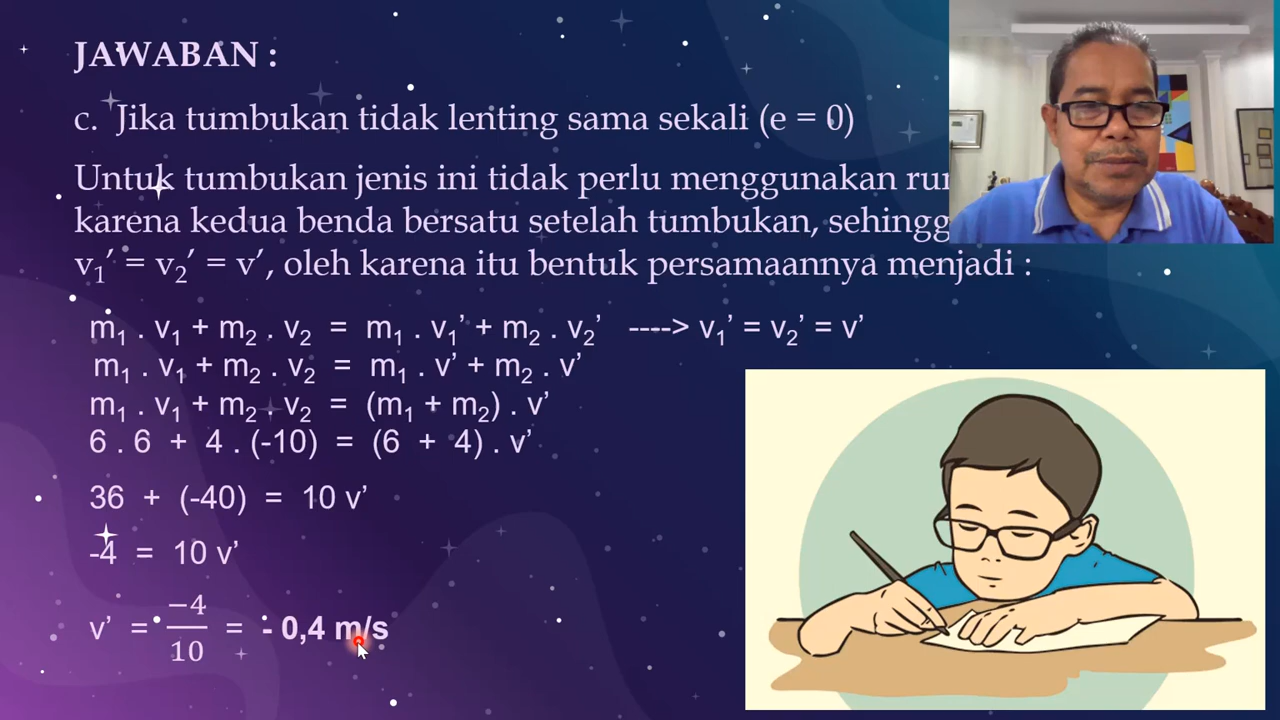 JAWABAN :
c. Jika tumbukan tidak lenting sama sekali (e = 0)
Untuk tumbukan jenis ini tidak perlu menggunakan
karena kedua benda bersatu setelah tumbukan,
v₁’ = v₂’ = v’, oleh karena itu bentuk persamaannya menjadi :
m₁ . v₁ + m₂ . v₂ = m₁ . v₁’ + m₂ . v₂’ ----> v₁’ = v₂’ = v’
m₁ . v₁ + m₂ . v₂ = m₁ . v’ + m₂ . v’
m₁ . v₁ + m₂ . v₂ = (m₁ + m₂) . v’
6 . 6 + 4 . (-10) = (6 + 4) . v’
36 + (-40) = 10 v’
-4 = 10 v’
v’ = −4/10 = - 0,4 m/s